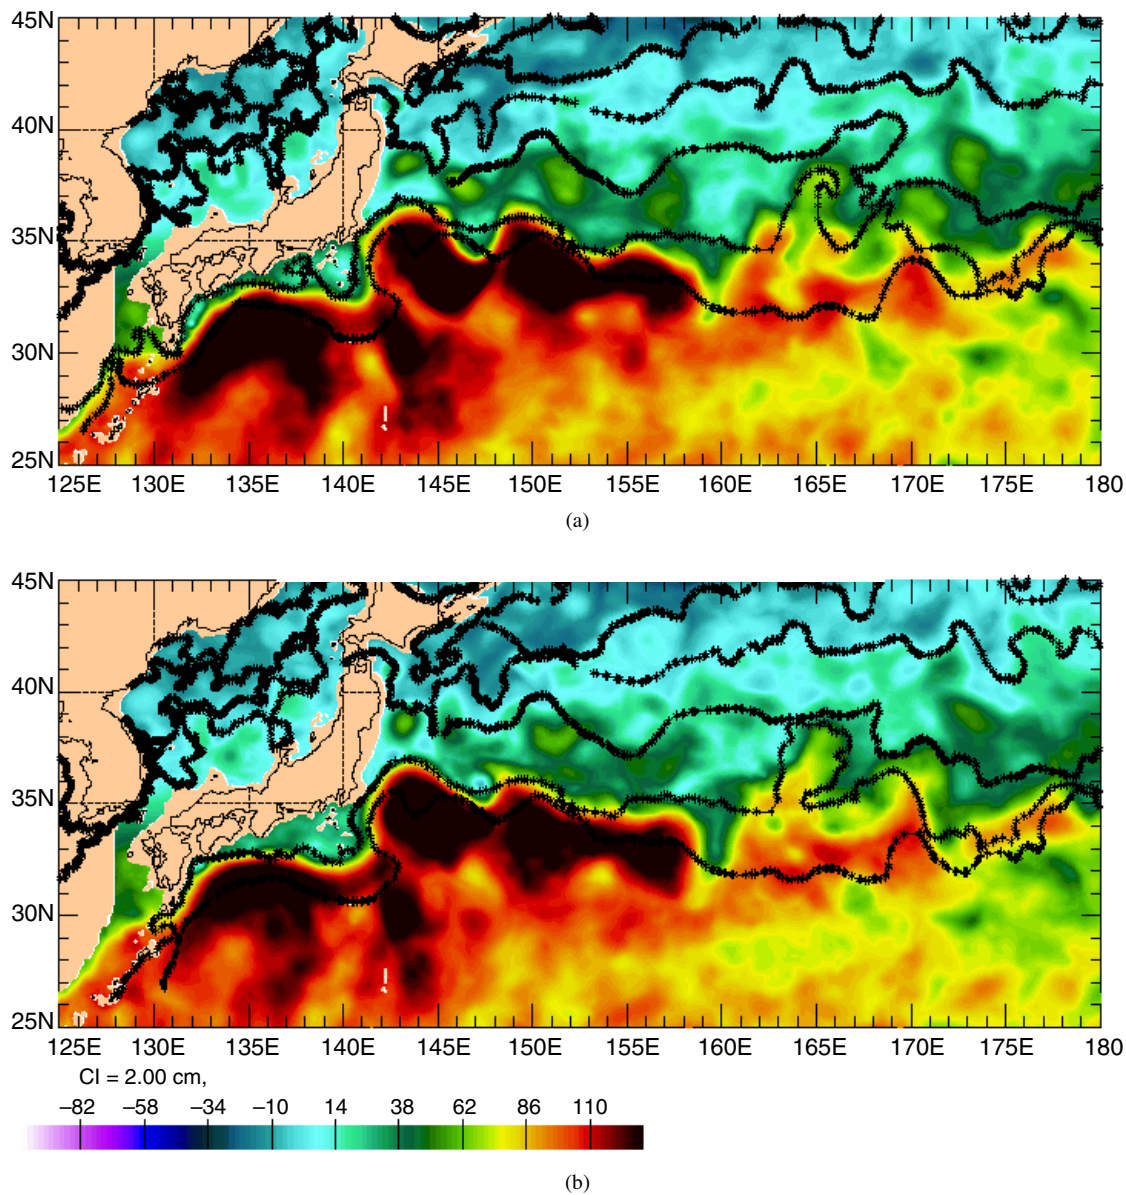 45N
40N
35N
30N
25N
125E 130E 135E 140E 145E 150E 155E 160E 165E 170E 175E 180
(a)
45N
40N
35N
30N
25N
125E 130E 135E 140E 145E 150E 155E 160E 165E 170E 175E 180
CI = 2.00 cm,
–82 –58 –34 –10 14 38 62 86 110
(b)